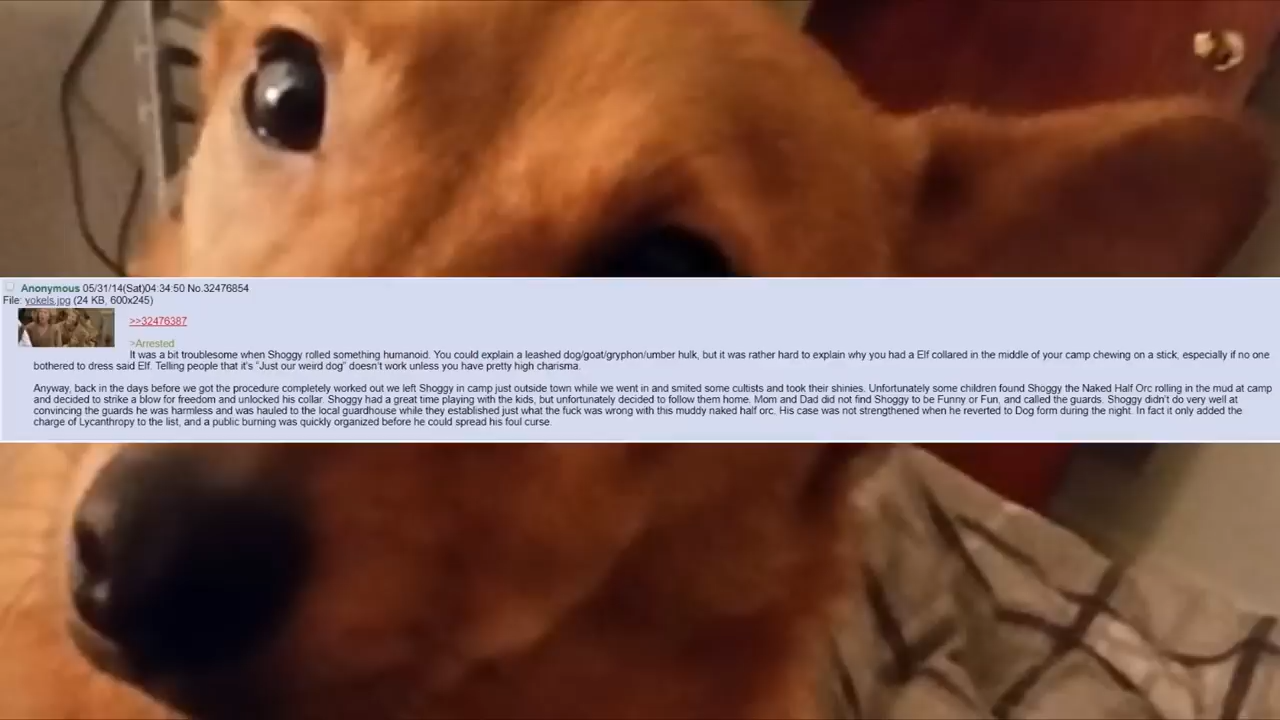 Anonymous 05/31/14(Sat)04:34:50 No.32476854
File: yokels.jpg (24 KB, 600x245)
>>32476387
>Arrested
It was a bit troublesome when Shoggy rolled something humanoid. You could explain a leashed dog/goat/gryphon/umber hulk, but it was rather hard to explain why you had a Elf collared in the middle of your camp chewing on a stick, especially if no one
bothered to dress said Elf. Telling people that it's "Just our weird dog" doesn't work unless you have pretty high charisma.
Anyway, back in the days before we got the procedure completely worked out we left Shoggy in camp just outside town while we went in and smited some cultists and took their shinies. Unfortunately some children found Shoggy the Naked Half Orc rolling in the mud at camp
and decided to strike a blow for freedom and unlocked his collar. Shoggy had a great time playing with the kids, but unfortunately decided to follow them home. Mom and Dad did not find Shoggy to be Funny or Fun, and called the guards. Shoggy didn't do very well at
convincing the guards he was harmless and was hauled to the local guardhouse while they established just what the fuck was wrong with this muddy naked half orc. His case was not strengthened when he reverted to Dog form during the night. In fact it only added the
charge of Lycanthropy to the list, and a public burning was quickly organized before he could spread his foul curse.